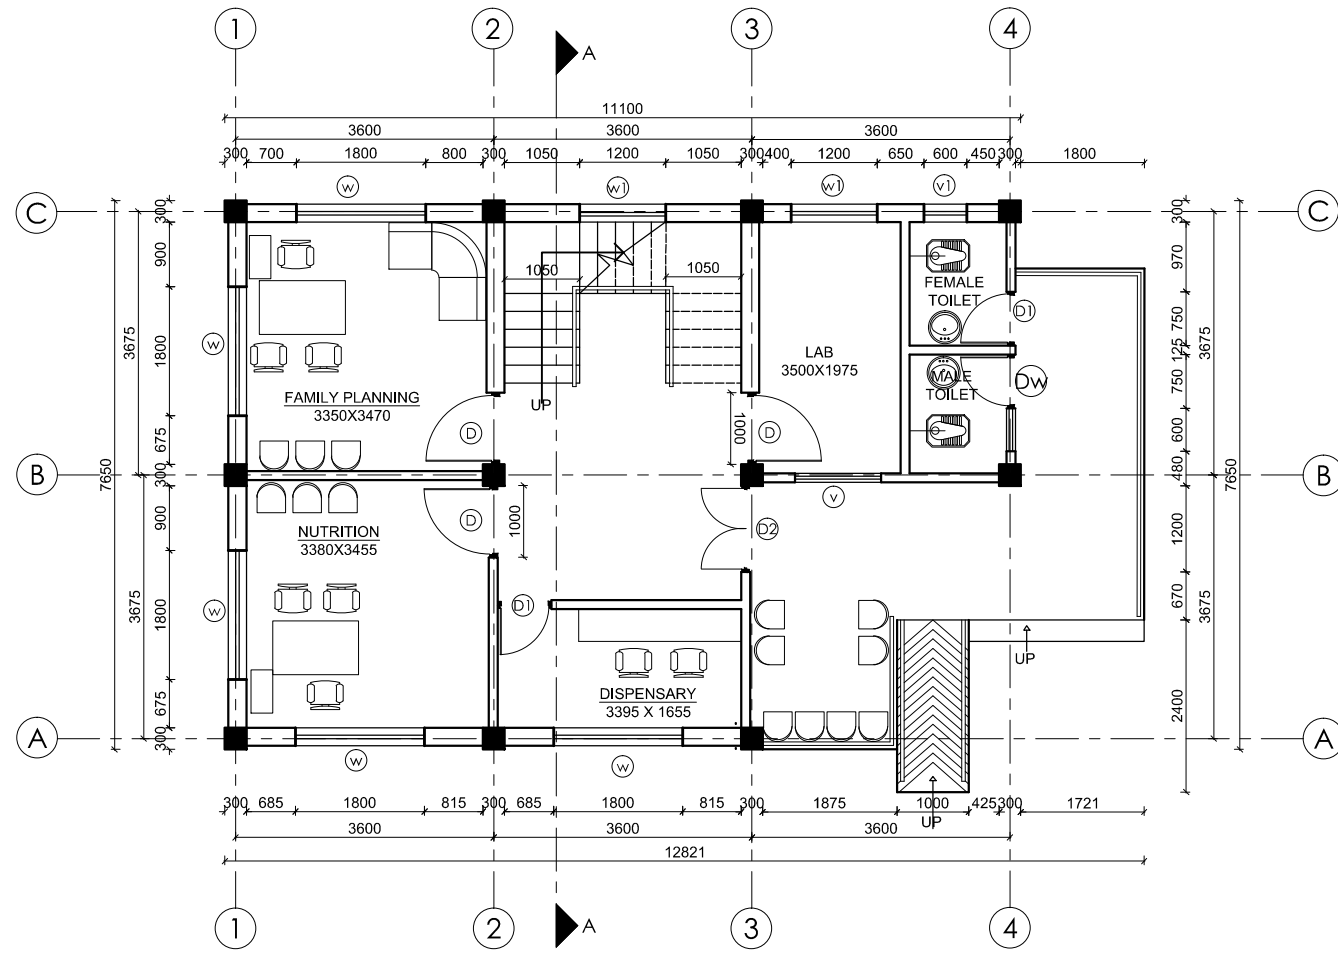 1 2 3 4
A
11100
3600 3600 3600
300 700 1800 800 300 1050 1200 1050 300 400 1200 650 600 450 300 1800
w w1 w1 v1
C C
300 300
900 970
1050 1050
FEMALE
TOILET
D1
750
3675 1800 w 125 3675
LAB
3500X1975
MALE
TOILET
DW
750
FAMILY PLANNING
3350X3470
UP
D 1000 D
675 600
7650 7650
B B
300 480
v
900 D 1000 D2 1200
NUTRITION
3380X3455
3675 1800 w D1 670 3675
UP
DISPENSARY
3395 X 1655
675 2400
A A
300
w w
300 685 1800 815 300 685 1800 815 300 1875 1000 425 300 1721
UP
3600 3600 3600
12821
A
1 2 3 4